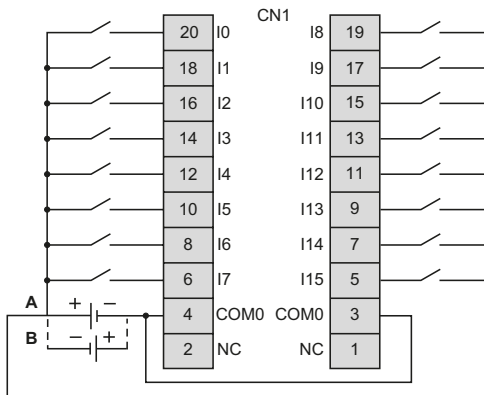 CN1
20 I0 I8 19
18 I1 I9 17
16 I2 I10 15
14 I3 I11 13
12 I4 I12 11
10 I5 I13 9
8 I6 I14 7
6 I7 I15 5
A + − 4 COM0 COM0 3
B − + 2 NC NC 1